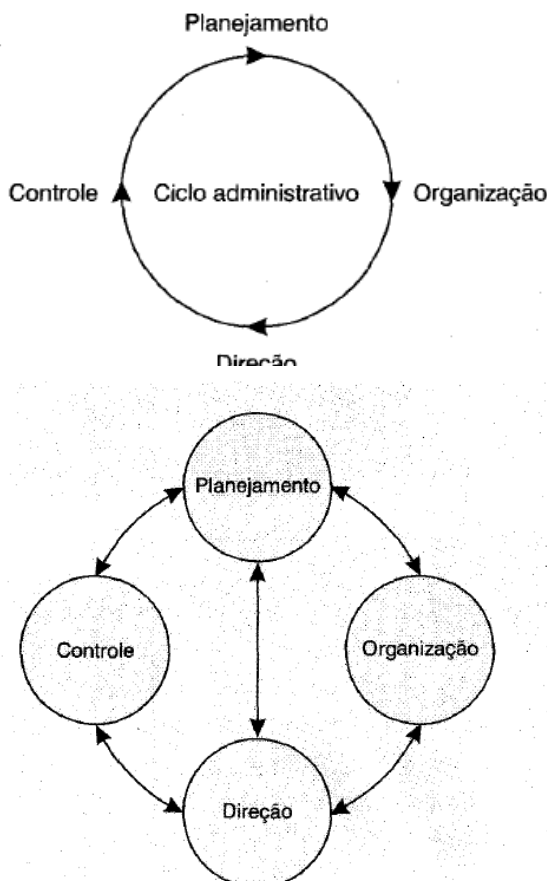 Planejamento
Controle
Ciclo administrativo
Organização
Direção
Planejamento
Controle
Organização
Direção